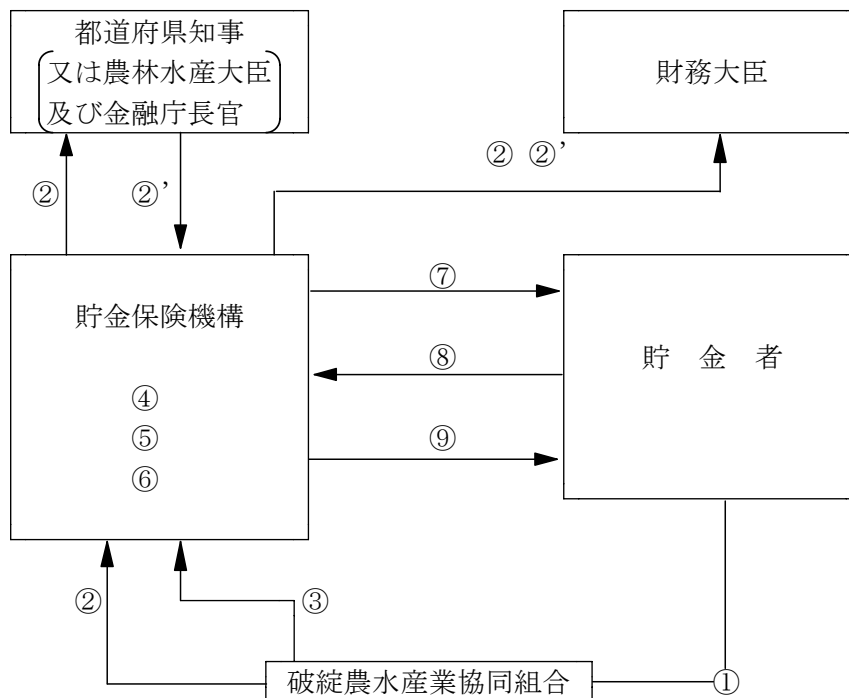 都道府県知事
又は農林水産大臣
及び金融庁長官
財務大臣
② ②’
②
②’
⑦
貯金保険機構
⑧
貯 金 者
④
⑤
⑨
⑥
②
③
破綻農水産業協同組合
①